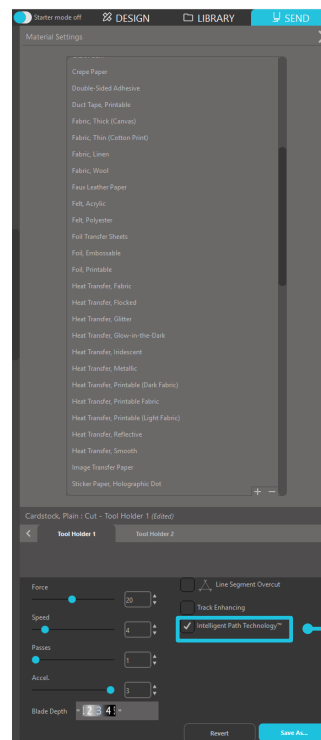 Starter mode off
DESIGN
LIBRARY
SEND
Material Settings
Crepe Paper
Double-Sided Adhesive
Duct Tape, Printable
Fabric, Thick (Canvas)
Fabric, Thin (Cotton Print)
Fabric, Linen
Fabric, Wool
Faux Leather Paper
Felt, Acrylic
Felt, Polyester
Foil Transfer Sheets
Foil, Embossable
Foil, Printable
Heat Transfer, Fabric
Heat Transfer, Flocked
Heat Transfer, Glitter
Heat Transfer, Glow-in-the-Dark
Heat Transfer, Iridescent
Heat Transfer, Metallic
Heat Transfer, Printable (Dark Fabric)
Heat Transfer, Printable Fabric
Heat Transfer, Printable (Light Fabric)
Heat Transfer, Reflective
Heat Transfer, Smooth
Image Transfer Paper
Sticker Paper, Holographic Dot
+ −
Cardstock, Plain : Cut – Tool Holder 1 (Edited)
Tool Holder 1
Tool Holder 2
Force
20
Line Segment Overcut
Track Enhancing
Speed
4
Intelligent Path Technology™
Passes
1
Accel.
3
Blade Depth - 2 3 4 +
Revert
Save As...